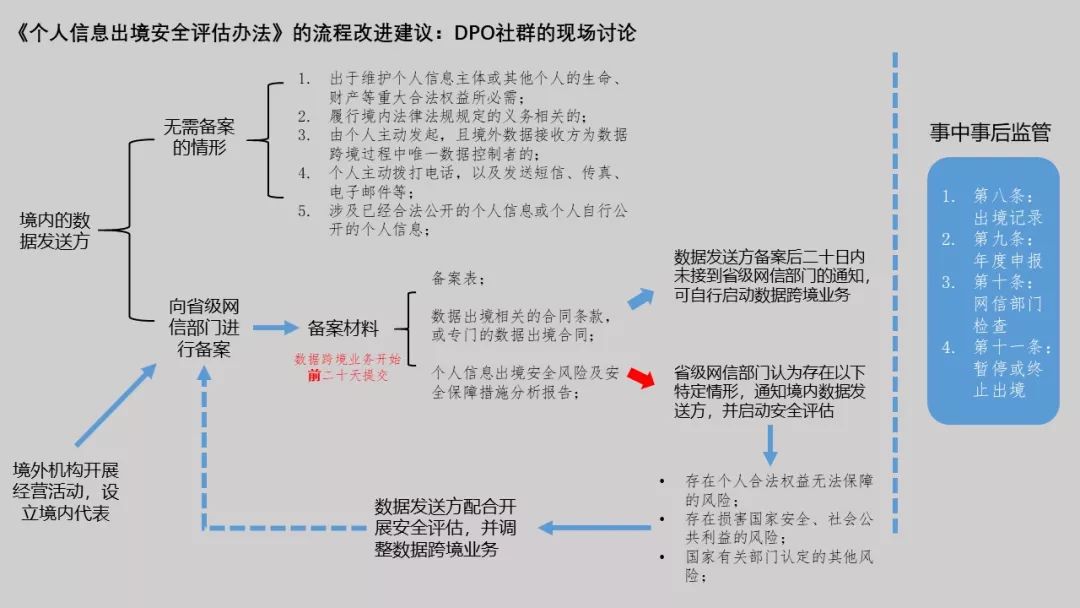 《个人信息出境安全评估办法》的流程改进建议：DPO社群的现场讨论
境内的数
据发送方
无需备案
的情形
1. 出于维护个人信息主体或其他个人的生命、
财产等重大合法权益所必需；
2. 履行境内法律法规规定的义务相关的；
3. 由个人主动发起，且境外数据接收方为数据
跨境过程中唯一数据控制者的；
4. 个人主动拨打电话，以及发送短信、传真、
电子邮件等；
5. 涉及已经合法公开的个人信息或个人自行公
开的个人信息；
向省级网
信部门进
行备案
备案材料
数据跨境业务开始
前二十天提交
备案表；
数据出境相关的合同条款，
或专门的数据出境合同；
个人信息出境安全风险及安
全保障措施分析报告；
数据发送方备案后二十日内
未接到省级网信部门的通知，
可自行启动数据跨境业务
省级网信部门认为存在以下
特定情形，通知境内数据发
送方，并启动安全评估
• 存在个人合法权益无法保障
的风险；
• 存在损害国家安全、社会公
共利益的风险；
• 国家有关部门认定的其他风
险；
数据发送方配合开
展安全评估，并调
整数据跨境业务
境外机构开展
经营活动，设
立境内代表
事中事后监管
1. 第八条：
出境记录
2. 第九条：
年度申报
3. 第十条：
网信部门
检查
4. 第十一条：
暂停或终
止出境